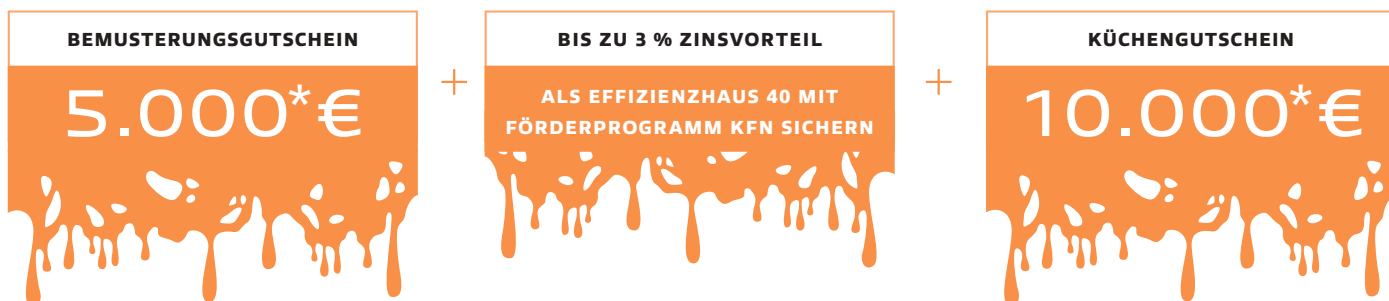 BEMUSTERUNGSGUTSCHEIN
5.000*€
+
BIS ZU 3 % ZINSVORTEIL
ALS EFFIZIENZHAUS 40 MIT
FÖRDERPROGRAMM KFN SICHERN
+
KÜCHENGUTSCHEIN
10.000*€